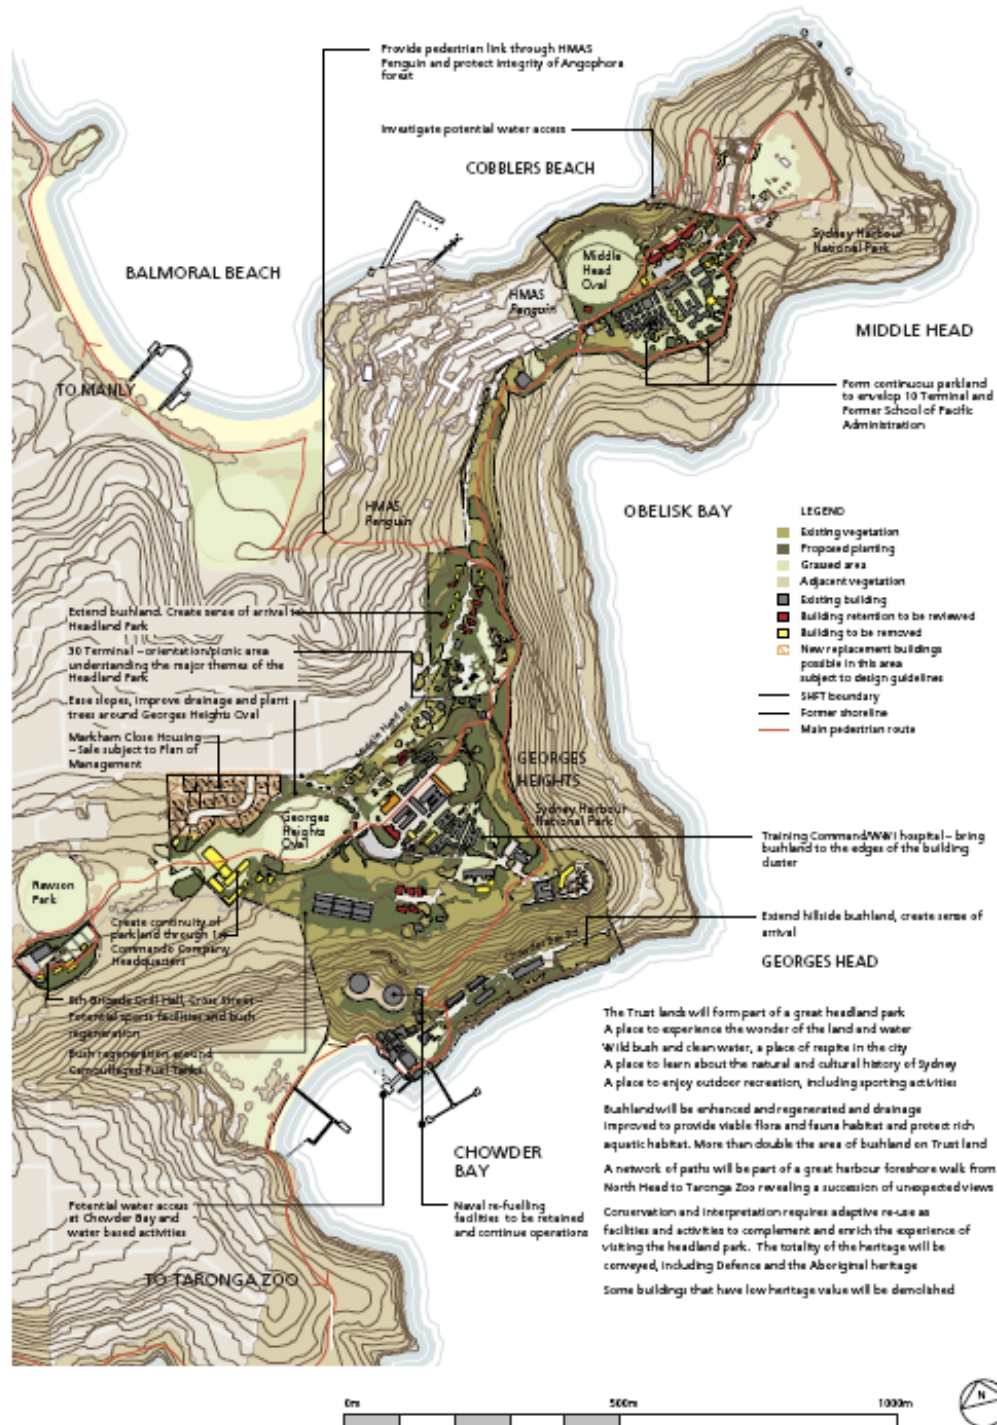 Provide pedestrian link through HMAS
Penguin and protect integrity of Angophora
forest
Investigate potential water access
COBBLERS BEACH
Sydney Harbour
National Park
Middle
Head
Oval
BALMORAL BEACH
HMAS
Penguin
MIDDLE HEAD
TO MANLY
Form continuous parkland
to envelop 10 Terminal and
Former School of Pacific
Administration
HMAS
Penguin
OBELISK BAY
LEGEND
Existing vegetation
Proposed planting
Grassed area
Adjacent vegetation
Existing building
Building retention to be reviewed
Building to be removed
New replacement buildings
possible in this area
subject to design guidelines
SHFT boundary
Former shoreline
Main pedestrian route
Extend bushland. Create sense of arrival to
Headland Park
30 Terminal – orientation/picnic area
understanding the major themes of the
Headland Park
Ease slopes, improve drainage and plant
trees around Georges Heights Oval
Markham Close Housing
– Sale subject to Plan of
Management
Middle Head Rd
GEORGES
HEIGHTS
Sydney Harbour
National Park
Georges
Heights
Oval
Training Command/WWI hospital – bring
bushland to the edges of the building
cluster
Rawson
Park
Create continuity of
parkland through 1st
Commando Company
Headquarters
Extend hillside bushland, create sense of
arrival
Chowder Bay Rd
GEORGES HEAD
8th Brigade Drill Hall, Cross Street –
Potential sports facilities and bush
regeneration
Bush regeneration around
Camouflaged Fuel Tanks
The Trust lands will form part of a great headland park
A place to experience the wonder of the land and water
Wild bush and clean water, a place of respite in the city
A place to learn about the natural and cultural history of Sydney
A place to enjoy outdoor recreation, including sporting activities
Bushland will be enhanced and regenerated and drainage
improved to provide viable flora and fauna habitat and protect rich
aquatic habitat. More than double the area of bushland on Trust land
A network of paths will be part of a great harbour foreshore walk from
North Head to Taronga Zoo revealing a succession of unexpected views
Conservation and interpretation requires adaptive re-use as
facilities and activities to complement and enrich the experience of
visiting the headland park. The totality of the heritage will be
conveyed, including Defence and the Aboriginal heritage
Some buildings that have low heritage value will be demolished
CHOWDER
BAY
Potential water access
at Chowder Bay and
water based activities
Naval re-fuelling
facilities to be retained
and continue operations
TO TARONGA ZOO
0m 500m 1000m
N